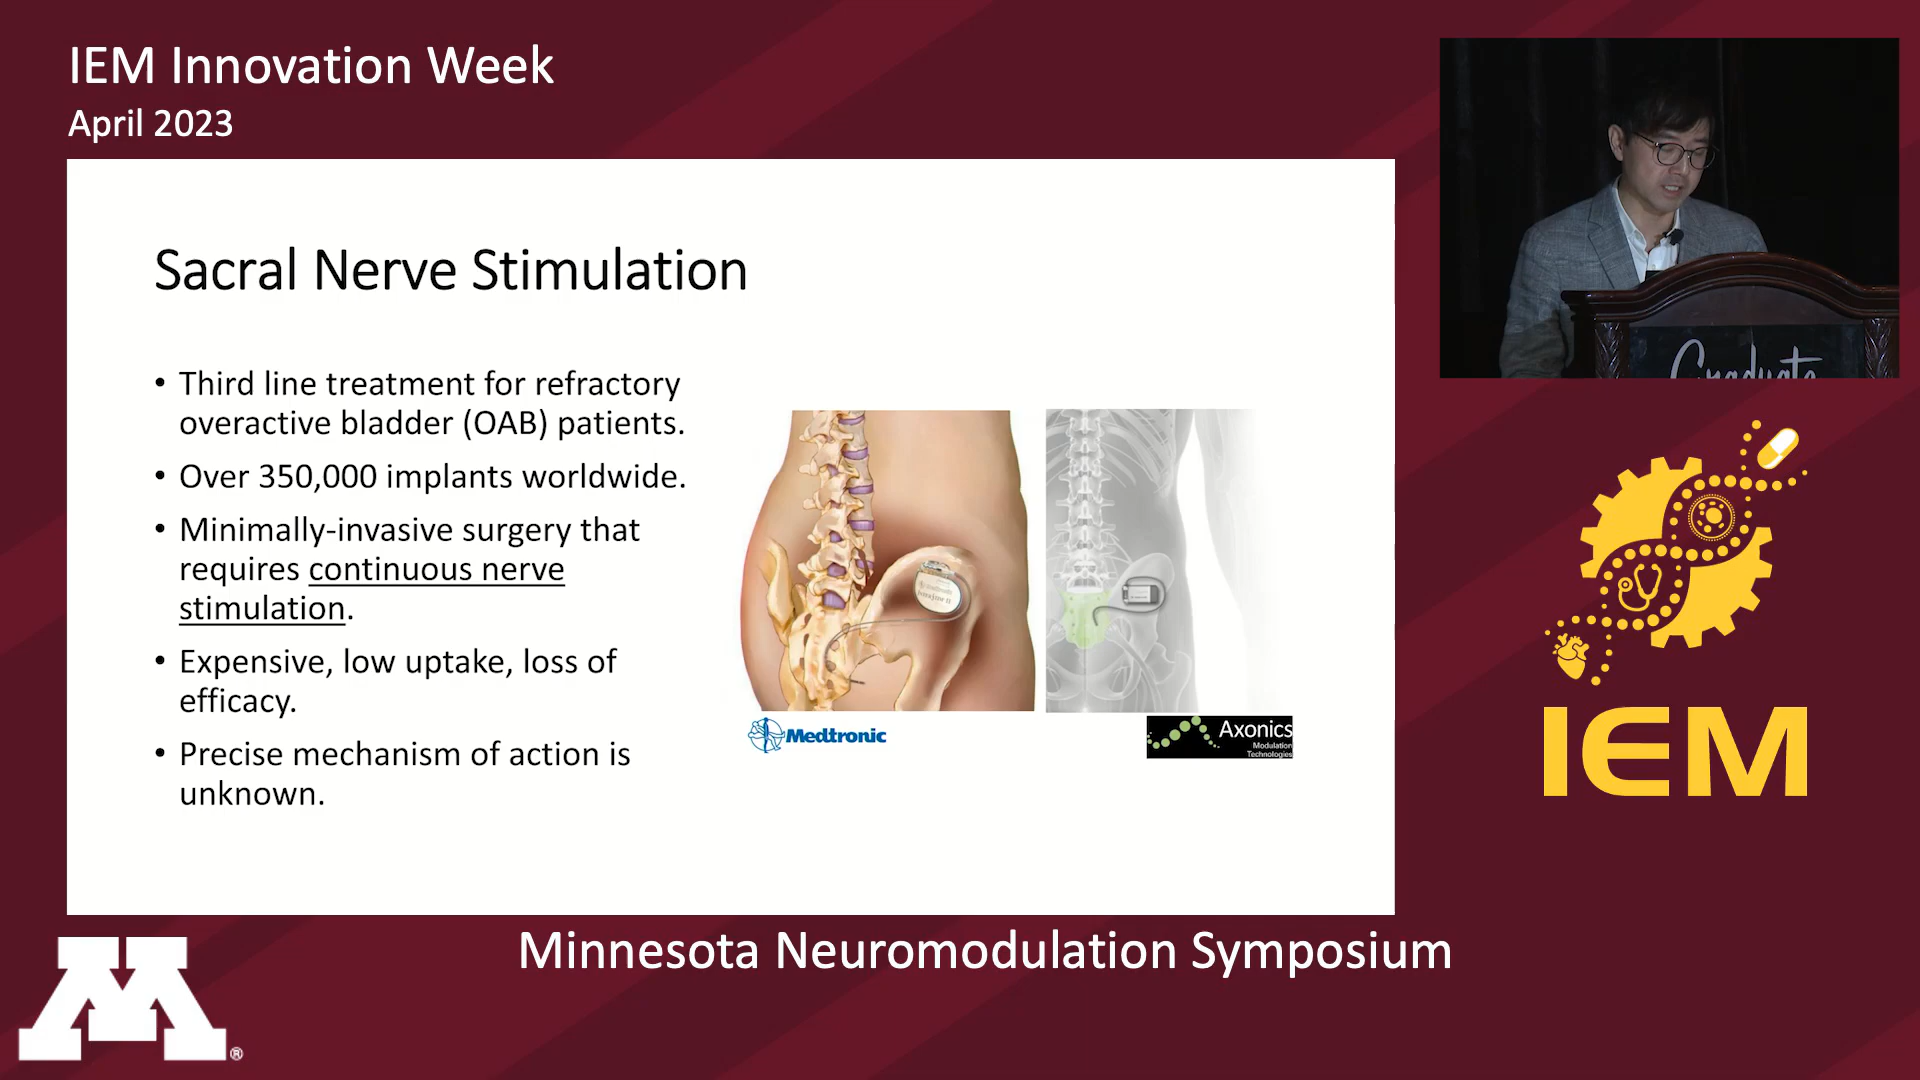 IEM Innovation Week
April 2023
Sacral Nerve Stimulation
• Third line treatment for refractory
overactive bladder (OAB) patients.
• Over 350,000 implants worldwide.
• Minimally-invasive surgery that
requires continuous nerve
stimulation.
• Expensive, low uptake, loss of
efficacy.
• Precise mechanism of action is
unknown.
Medtronic
Axonics
Modulation
Technologies
Graduate
IEM
Minnesota Neuromodulation Symposium
M®